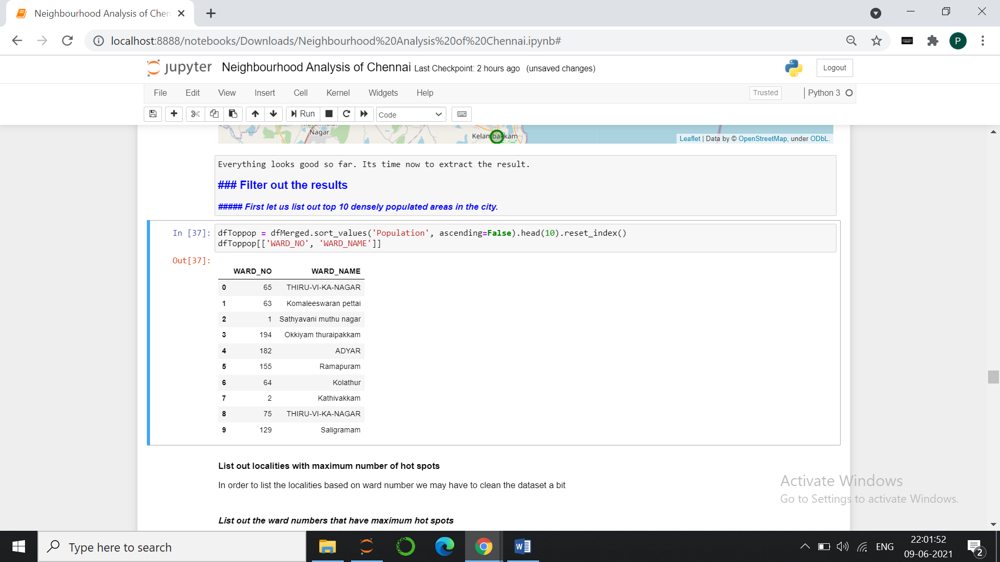 Neighbourhood Analysis of Chen
localhost:8888/notebooks/Downloads/Neighbourhood%20Analysis%20of%20Chennai.ipynb#
P
jupyter Neighbourhood Analysis of Chennai Last Checkpoint: 2 hours ago (unsaved changes)
Logout
File Edit View Insert Cell Kernel Widgets Help
Trusted
Python 3
Run
Code
Nagar
Kelambakkam
Leaflet | Data by © OpenStreetMap, under ODbL.
Everything looks good so far. Its time now to extract the result.
### Filter out the results
##### First let us list out top 10 densely populated areas in the city.
In [37]: dfToppop = dfMerged.sort_values('Population', ascending=False).head(10).reset_index()
dfToppop[['WARD_NO', 'WARD_NAME']]
Out[37]:
WARD_NO WARD_NAME
0 65 THIRU-VI-KA-NAGAR
1 63 Komaleeswaran pettai
2 1 Sathyavani muthu nagar
3 194 Okkiyam thuraipakkam
4 182 ADYAR
5 155 Ramapuram
6 64 Kolathur
7 2 Kathivakkam
8 75 THIRU-VI-KA-NAGAR
9 129 Saligramam
List out localities with maximum number of hot spots
In order to list the localities based on ward number we may have to clean the dataset a bit
List out the ward numbers that have maximum hot spots
Activate Windows
Go to Settings to activate Windows.
Type here to search
W
ENG
22:01:52
09-06-2021
2